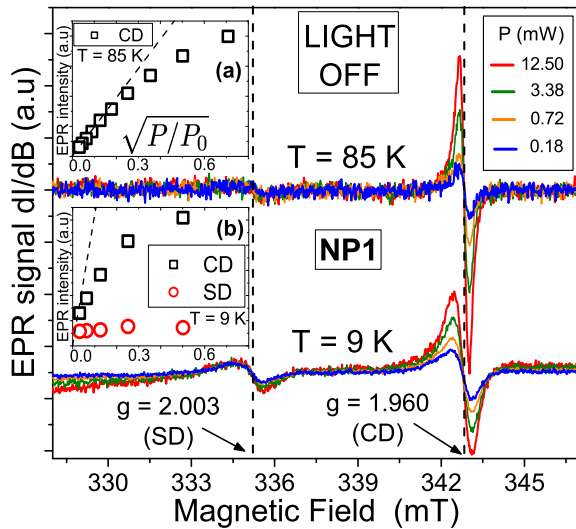 CD
T = 85 K
(a)
EPR intensity (a.u)
√P/P₀
0.0
0.3
0.6
LIGHT
OFF
P (mW)
12.50
3.38
0.72
0.18
T = 85 K
EPR signal dI/dB (a.u)
(b)
EPR intensity (a.u)
CD
SD
T = 9 K
0.0
0.3
0.6
NP1
T = 9 K
g = 2.003
(SD)
g = 1.960
(CD)
330
333
336
339
342
345
Magnetic Field (mT)